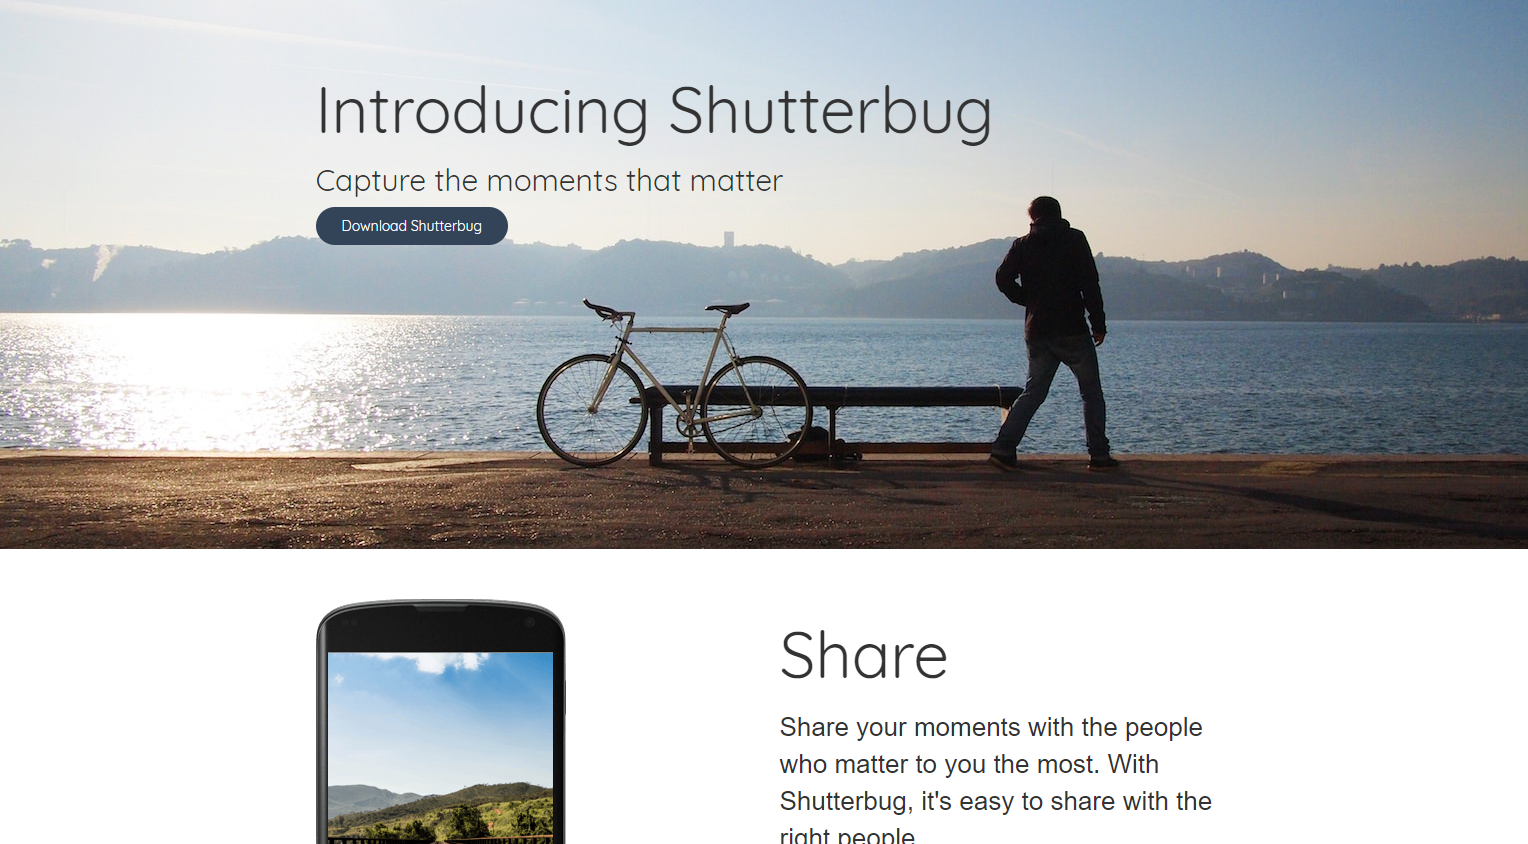 Introducing Shutterbug
Capture the moments that matter
Download Shutterbug
Share
Share your moments with the people
who matter to you the most. With
Shutterbug, it's easy to share with the
right people